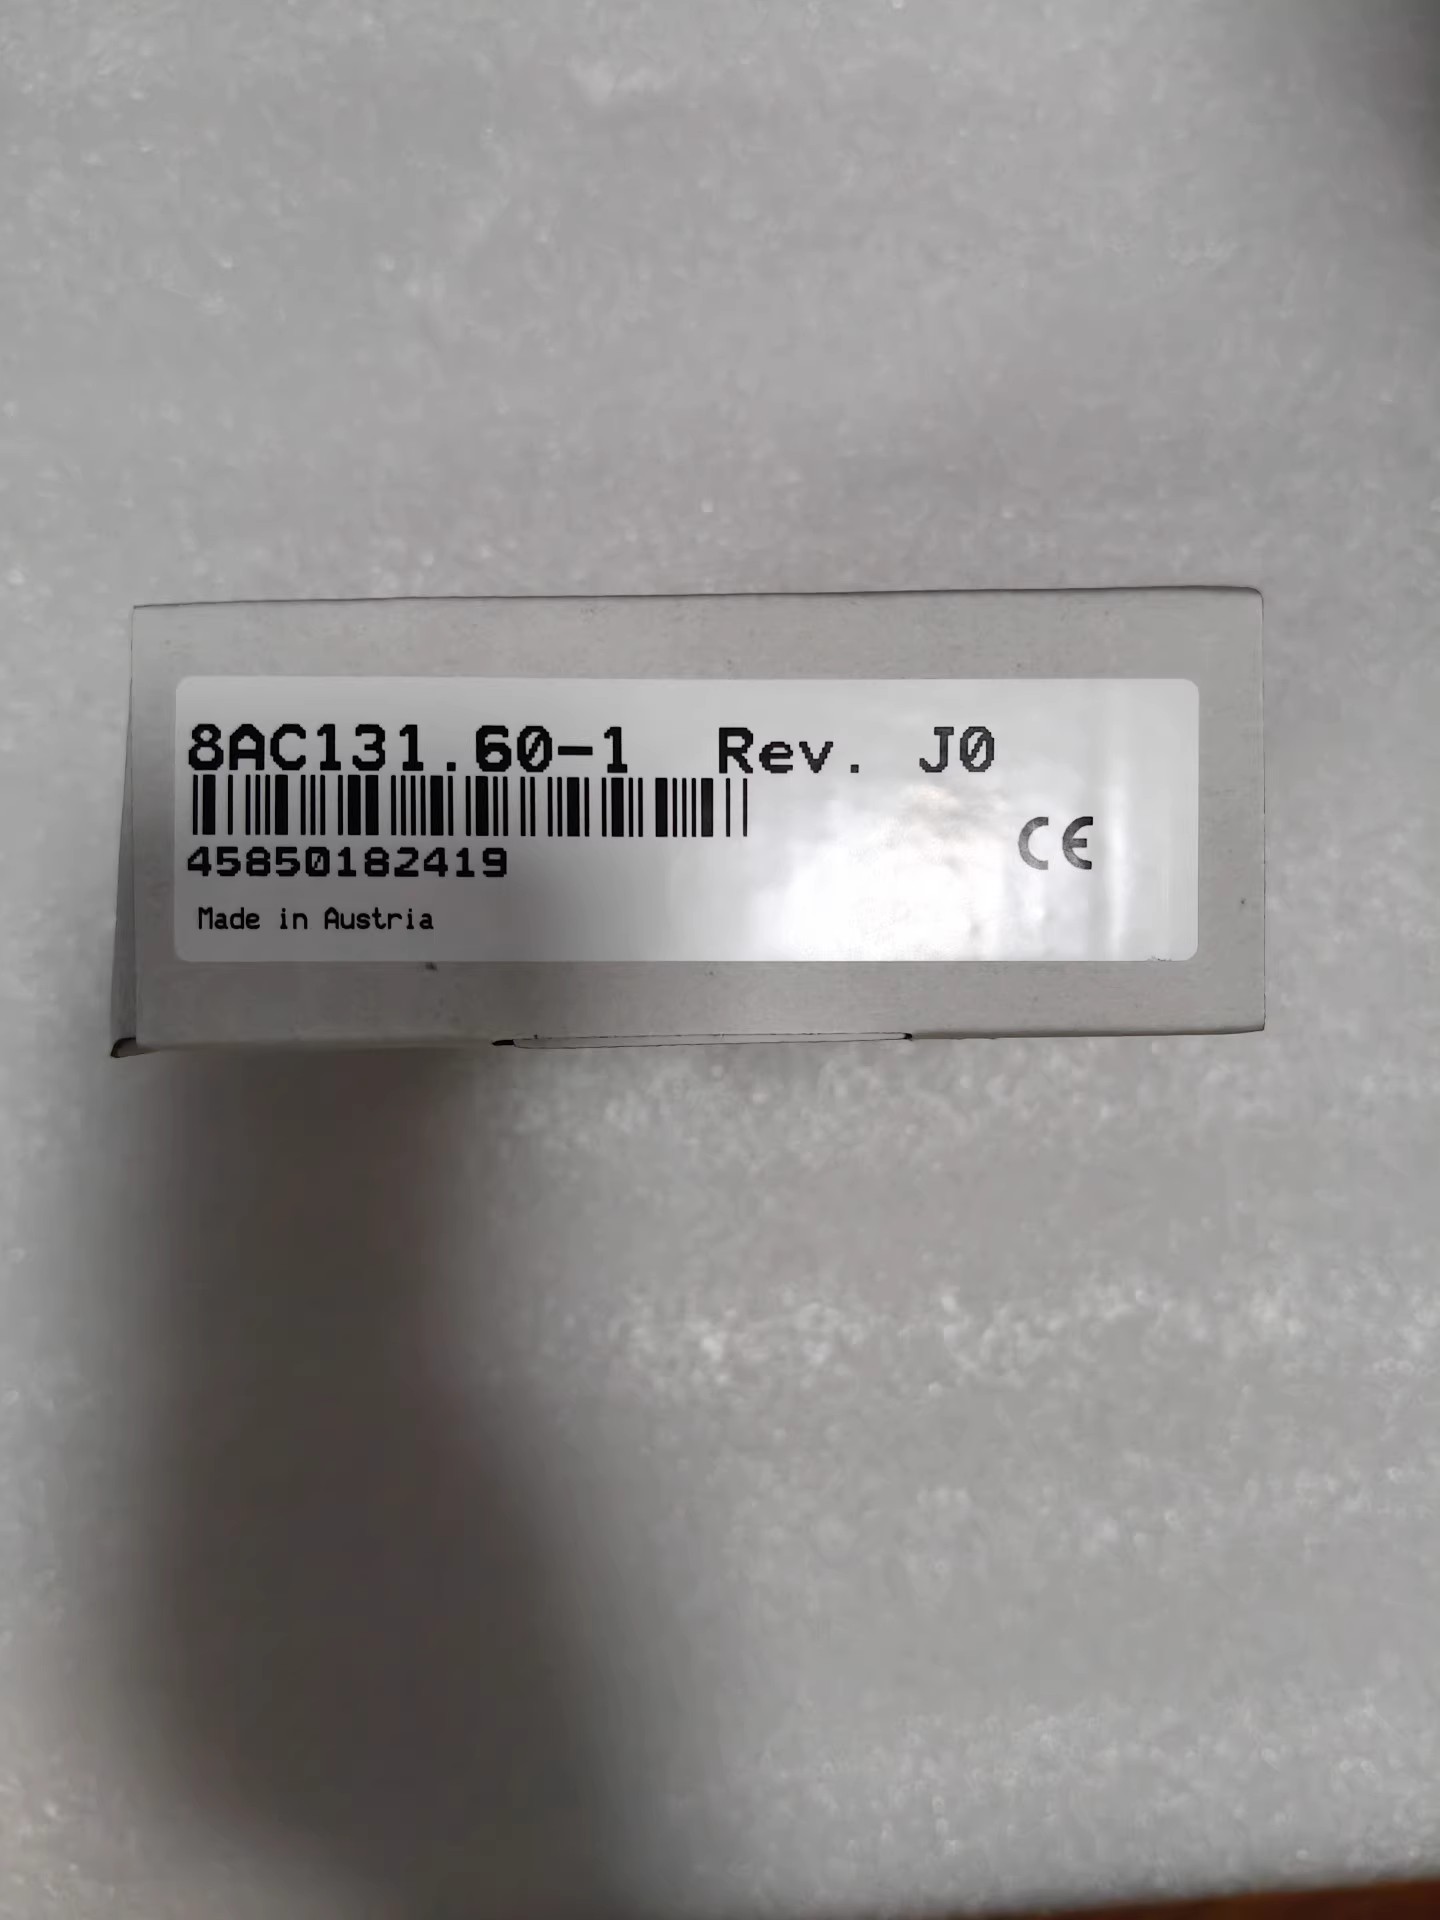 8AC131.60-1 Rev. J0
45850182419
CE
Made in Austria